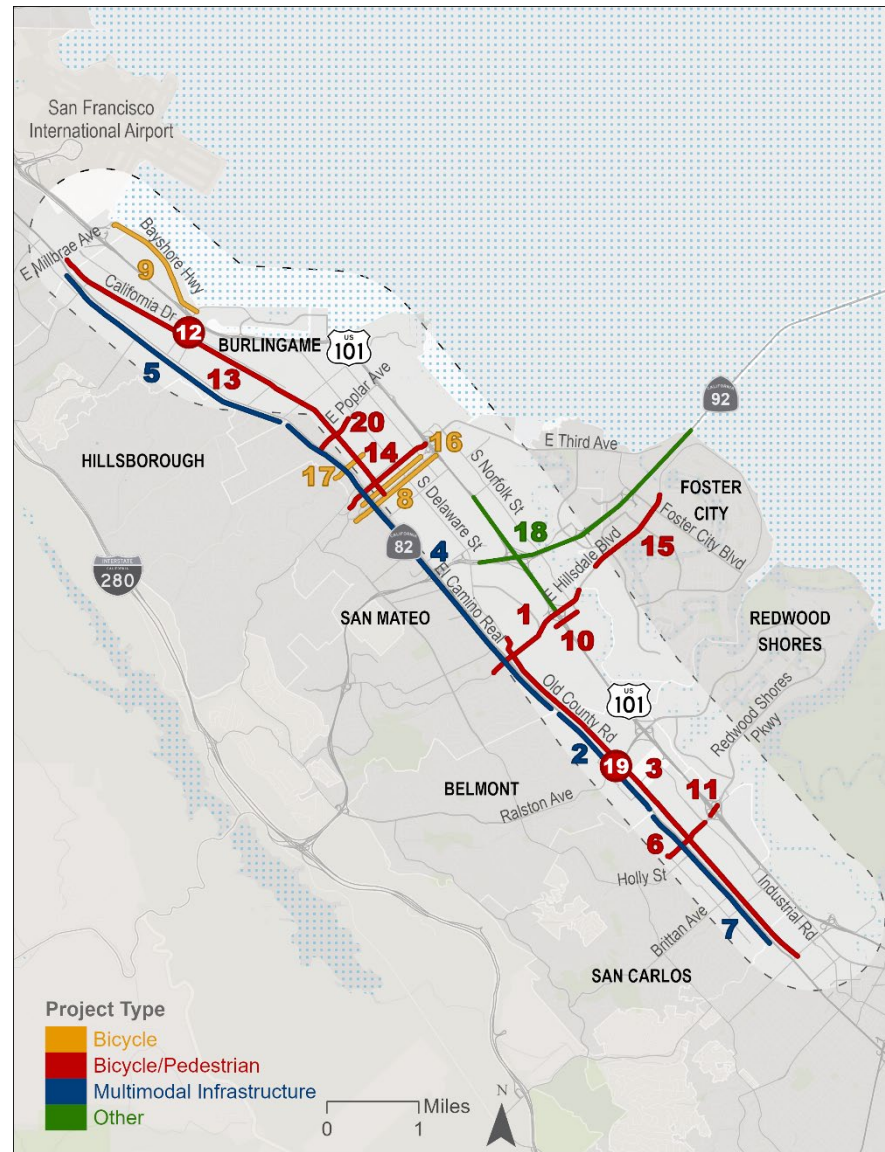 San Francisco
International Airport
E Millbrae Ave
Bayshore Hwy
9
California Dr
12
BURLINGAME
US
101
5
13
E Poplar Ave
CALIFORNIA
92
20
HILLSBOROUGH
14
16
E Third Ave
17
S Norfolk St
8
S Delaware St
FOSTER
CITY
18
Foster City Blvd
15
CALIFORNIA
82
4
E Hillsdale Blvd
INTERSTATE
CALIFORNIA
280
El Camino Real
SAN MATEO
1
10
REDWOOD
SHORES
Old County Rd
US
101
Redwood Shores
Pkwy
2
19
3
BELMONT
11
Ralston Ave
6
Holly St
Industrial Rd
Brittan Ave
7
SAN CARLOS
Project Type
Bicycle
Bicycle/Pedestrian
Multimodal Infrastructure
Other
Miles
0
1
N